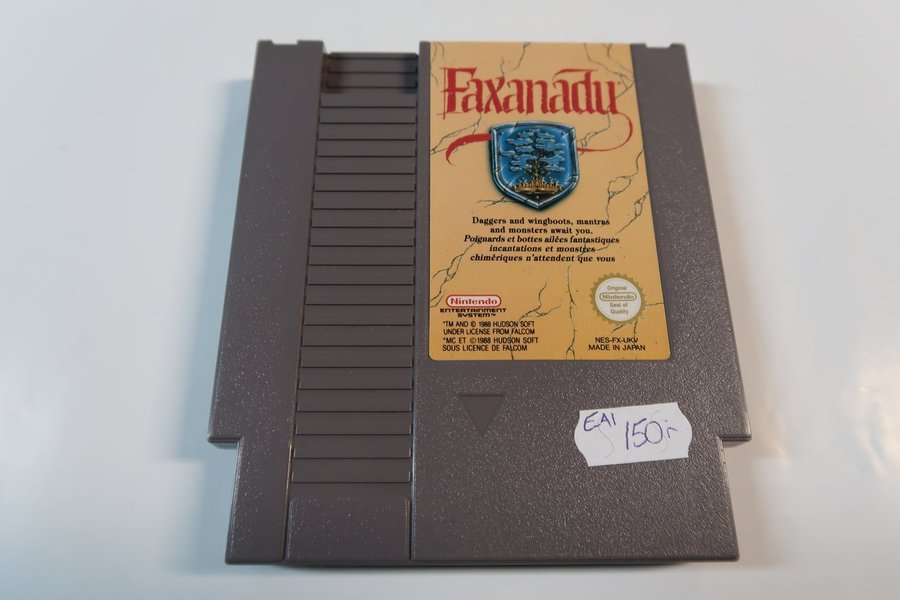 Faxanadu
Daggers and wingboots, mantras
and monsters await you.
Poignards et bottes ailées fantastiques
incantations et monstres
chimériques n'attendent que vous
Nintendo
ENTERTAINMENT
SYSTEM™
*TM AND © 1988 HUDSON SOFT
UNDER LICENSE FROM FALCOM
*MC ET ©1988 HUDSON SOFT
SOUS LICENCE DE FALCOM
Original
Nintendo
Seal of
Quality
NES-FX-UKV
MADE IN JAPAN
EAI
150:-